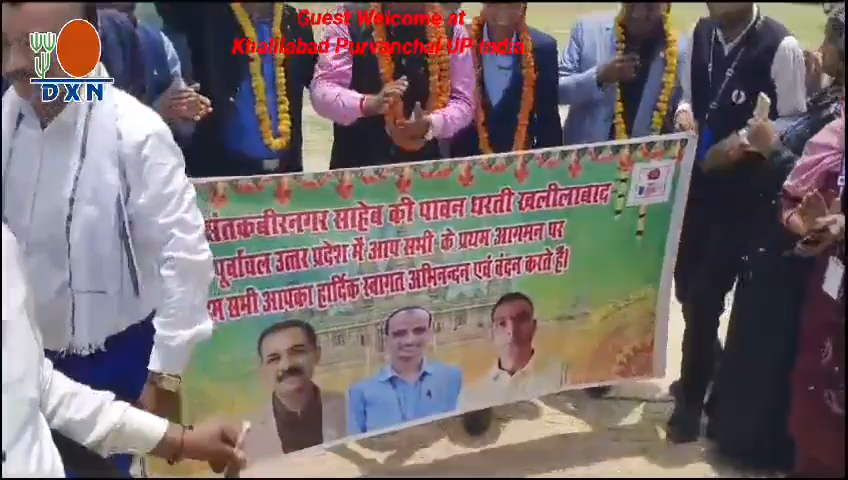 Guest Welcome at
Khalilabad Purvanchal UP India
DXN
संतकबीरनगर साहेब की पावन धरती खलीलाबाद
पूर्वांचल उत्तर प्रदेश में आप सभी के प्रथम आगमन पर
सभी आपका हार्दिक स्वागत अभिनन्दन एवं वंदन करते है।